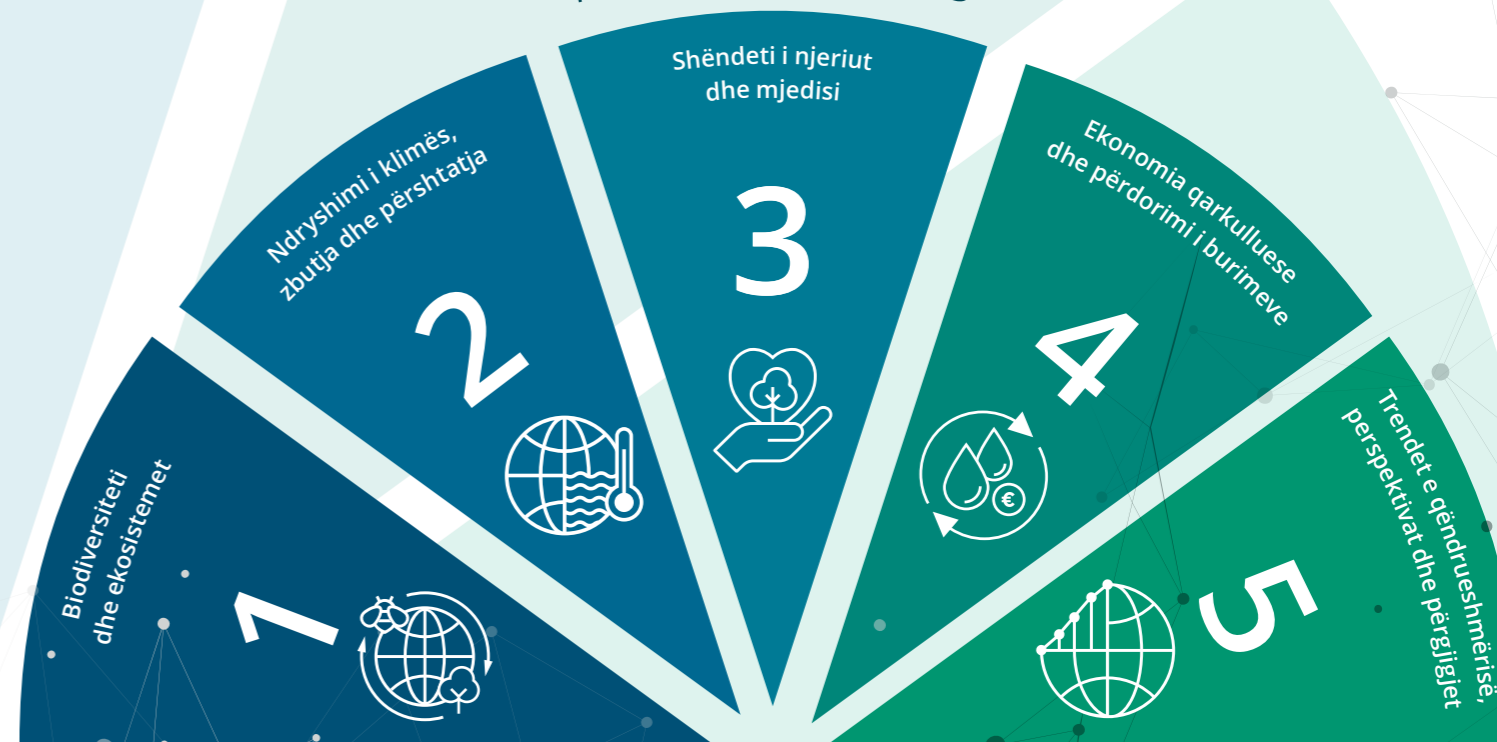 Biodiversiteti
dhe ekosistemet
1
Ndryshimi i klimës,
zbutja dhe përshtatja
2
Shëndeti i njeriut
dhe mjedisi
3
Ekonomia qarkulluese
dhe përdorimi i burimeve
4
€
Trendet e qëndrueshmërisë,
perspektivat dhe përgjigjet
5